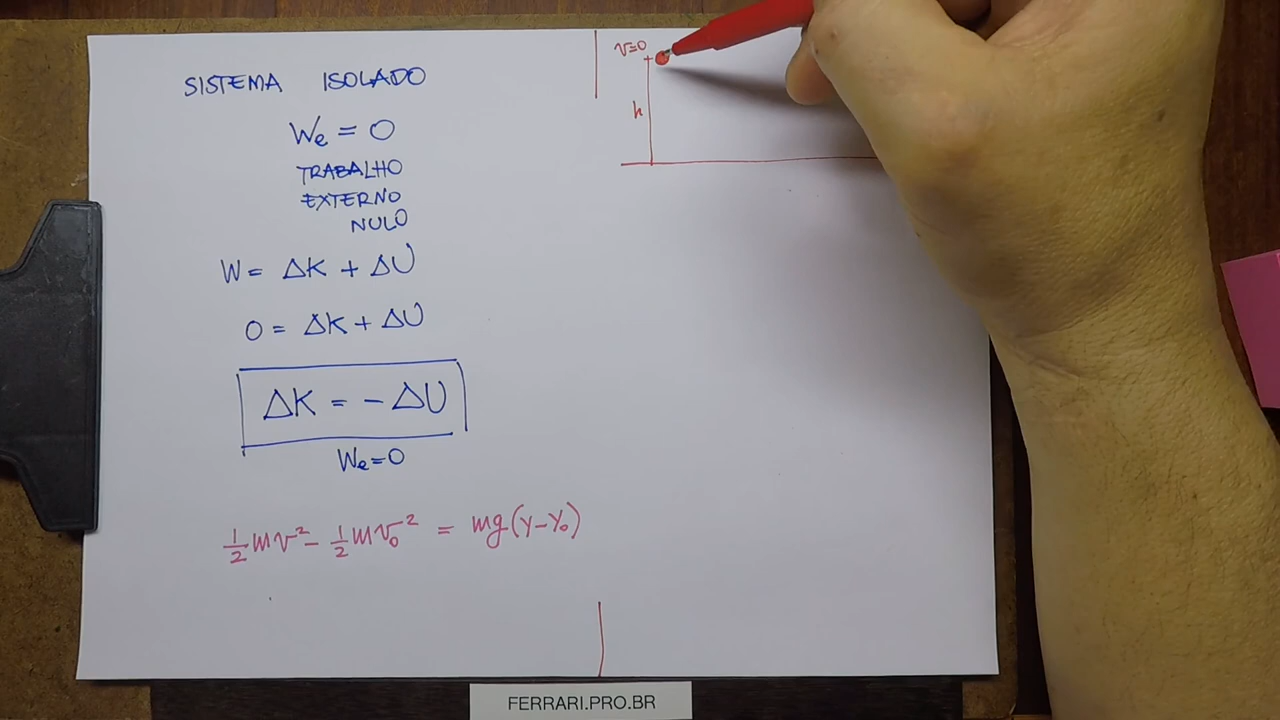 SISTEMA ISOLADO
We = 0
TRABALHO
EXTERNO
NULO
W = ΔK + ΔU
0 = ΔK + ΔU
ΔK = - ΔU
We=0
½mv² - ½mv₀² = mg(y-y₀)
v=0
h
FERRARI.PRO.BR